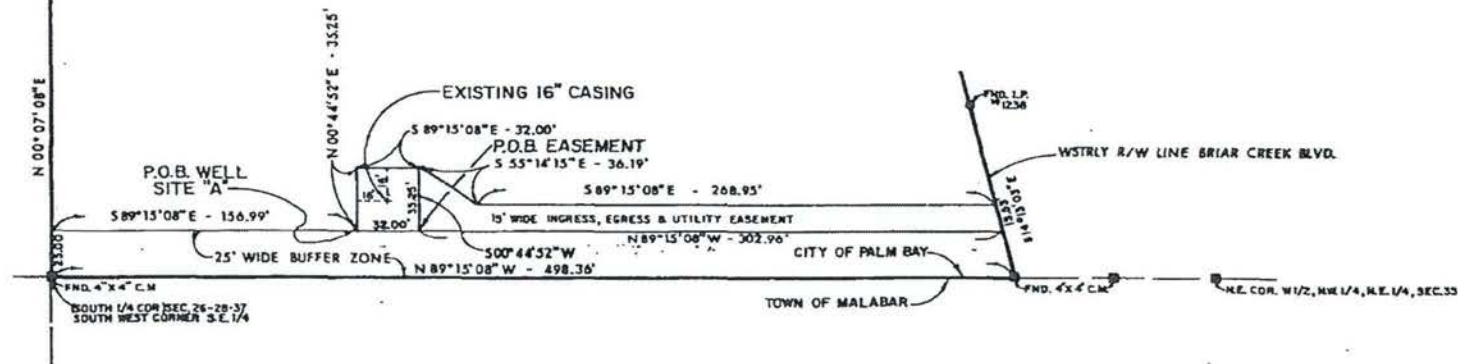 N 00° 07' 08" E
N 00°44'52"E - 35.25'
EXISTING 16" CASING
S 89°15'08"E - 32.00'
P.O.B. EASEMENT
S 55°14'15"E - 36.19'
P.O.B. WELL
SITE "A"
16'
16'
35.25'
32.00'
S 89°15'08"E - 268.95'
S 89°15'08"E - 156.99'
15' WIDE INGRESS, EGRESS & UTILITY EASEMENT
N 89°15'08"W - 302.96'
S00°44'52"W
25' WIDE BUFFER ZONE
25.00'
N 89°15'08"W - 498.36'
CITY OF PALM BAY
TOWN OF MALABAR
FND. I.P.
WSTRLY R/W LINE BRIAR CREEK BLVD.
S14°13'03"E
FND. 4"X4" C.M
SOUTH 1/4 COR SEC. 26-28-37
SOUTH WEST CORNER S.E. 1/4
FND. 4"X4" C.M.
N.E. COR. W1/2, N.W. 1/4, N.E. 1/4, SEC. 35